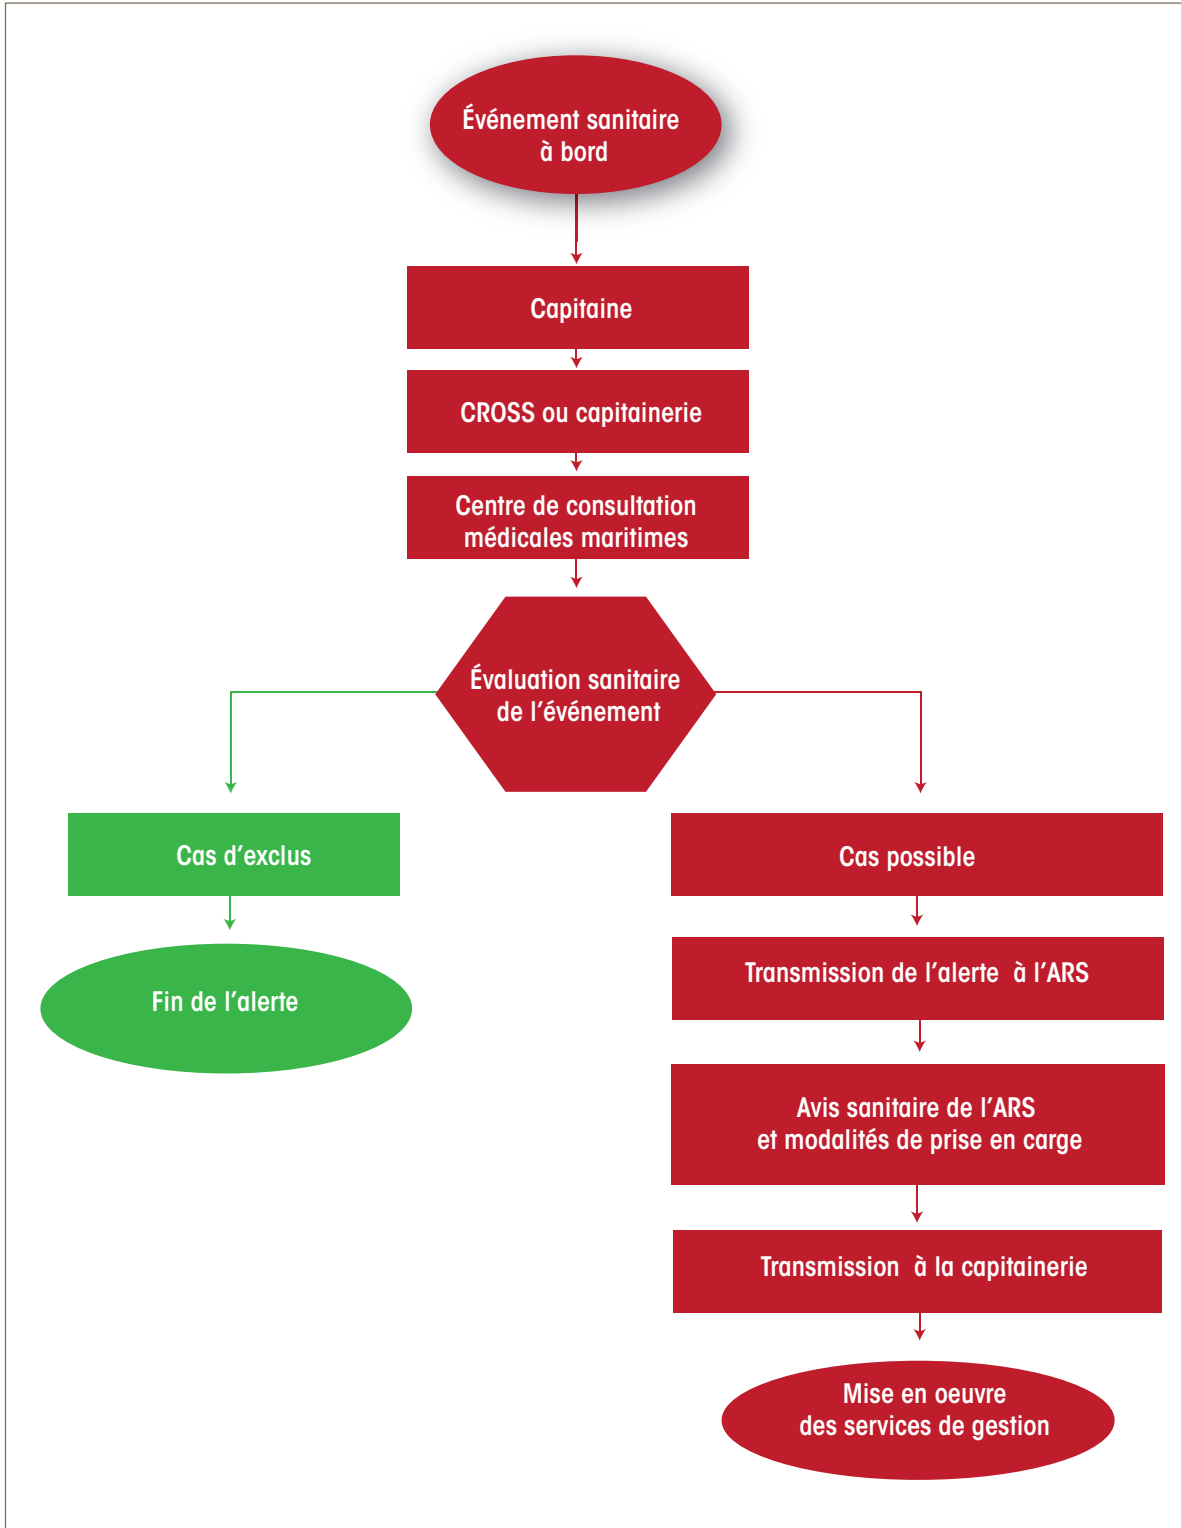 Événement sanitaire
à bord
Capitaine
CROSS ou capitainerie
Centre de consultation
médicales maritimes
Évaluation sanitaire
de l'événement
Cas d'exclus
Fin de l'alerte
Cas possible
Transmission de l'alerte à l'ARS
Avis sanitaire de l'ARS
et modalités de prise en carge
Transmission à la capitainerie
Mise en oeuvre
des services de gestion